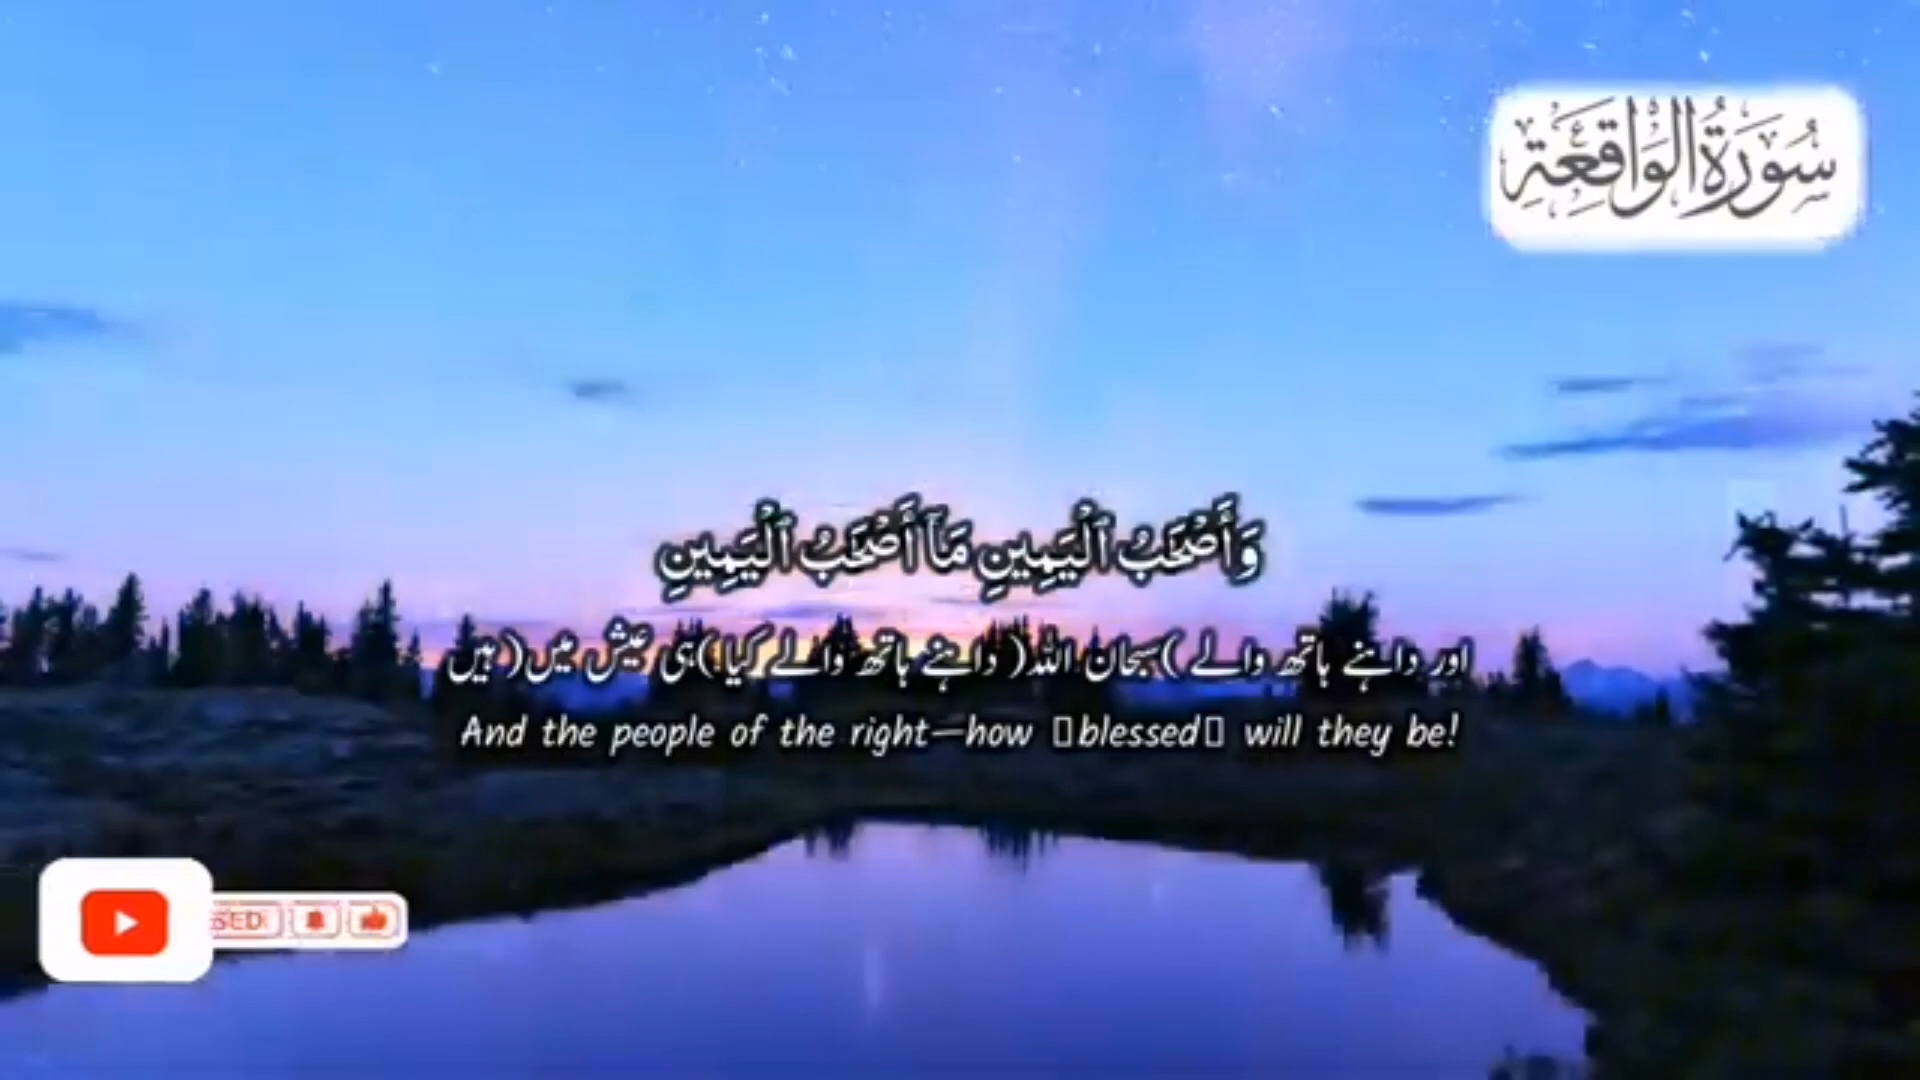 سُورَةُ الوَاقِعَةِ
وَأَصْحَٰبُ ٱلْيَمِينِ مَآ أَصْحَٰبُ ٱلْيَمِينِ
اور داہنے ہاتھ والے )سبحان اللہ( داہنے ہاتھ والے کیا )ہی عیش میں( ہیں
And the people of the right—how blessed will they be!